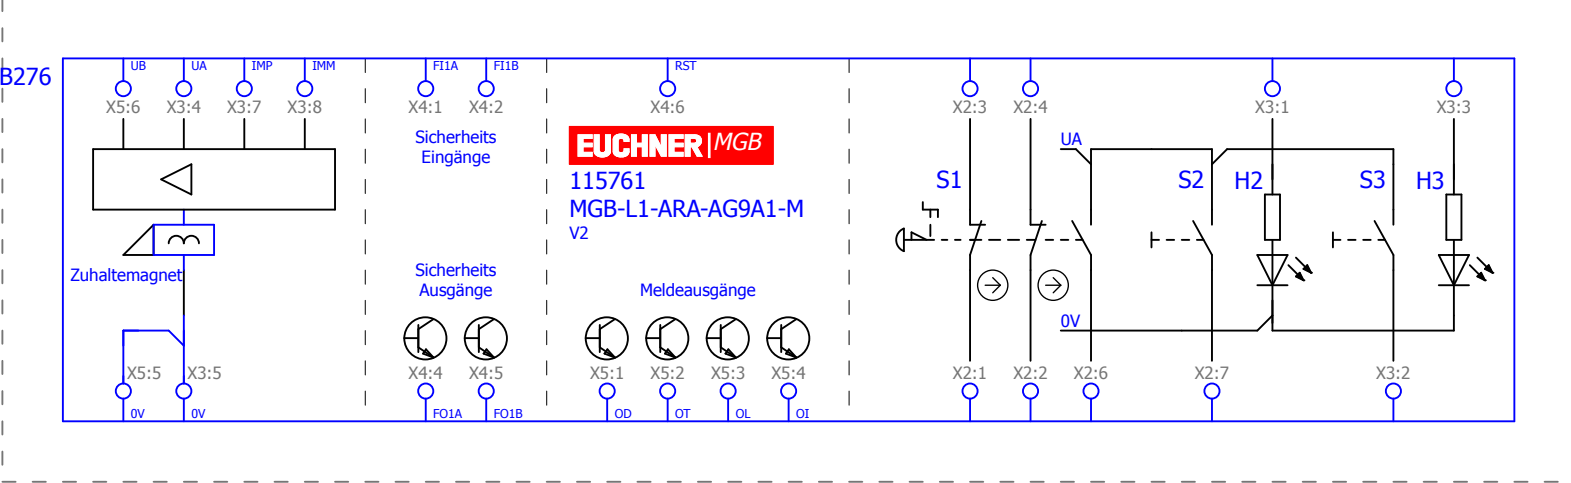 UB UA IMP IMM FI1A FI1B RST
B276
X5:6 X3:4 X3:7 X3:8 X4:1 X4:2 X4:6 X2:3 X2:4 X3:1 X3:3
Sicherheits
Eingänge
EUCHNER|MGB
UA
115761
S1 S2 H2 S3 H3
MGB-L1-ARA-AG9A1-M
V2
Zuhaltemagnet
Sicherheits
Ausgänge
Meldeausgänge
0V
X5:5 X3:5 X4:4 X4:5 X5:1 X5:2 X5:3 X5:4 X2:1 X2:2 X2:6 X2:7 X3:2
0V 0V FO1A FO1B OD OT OL OI